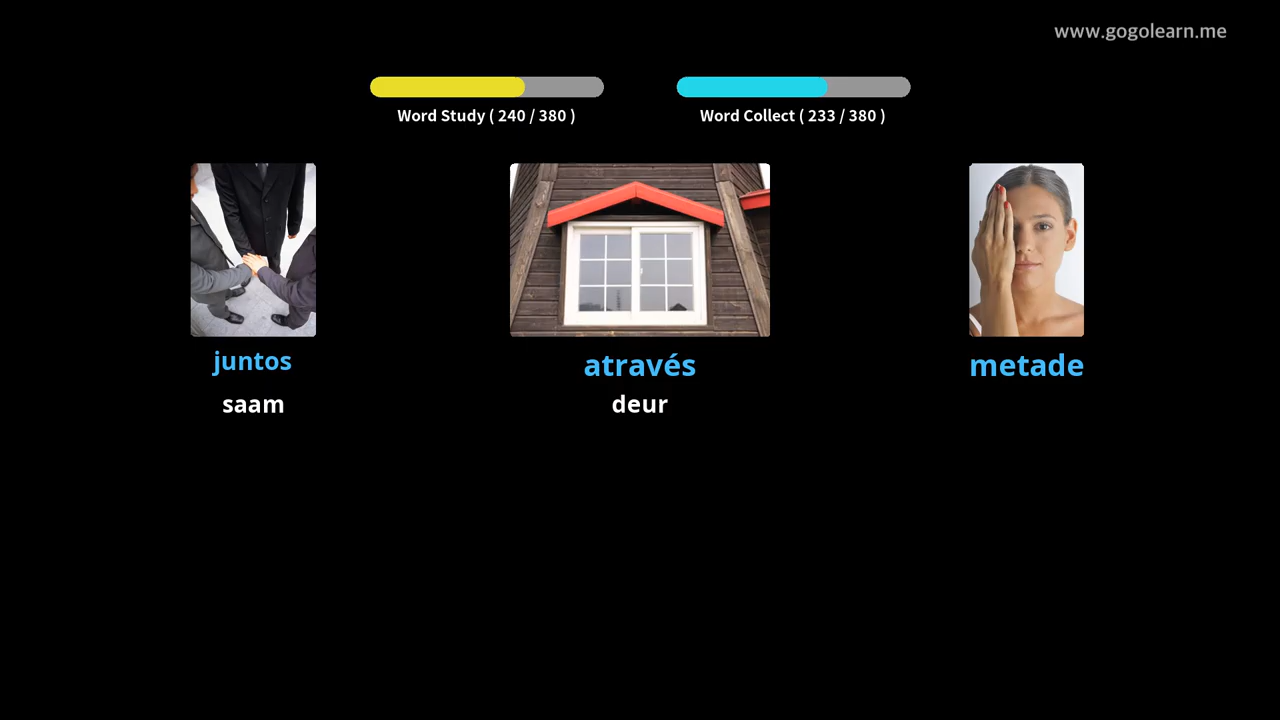 www.gogolearn.me
Word Study ( 240 / 380 )
Word Collect ( 233 / 380 )
juntos
através
metade
saam
deur